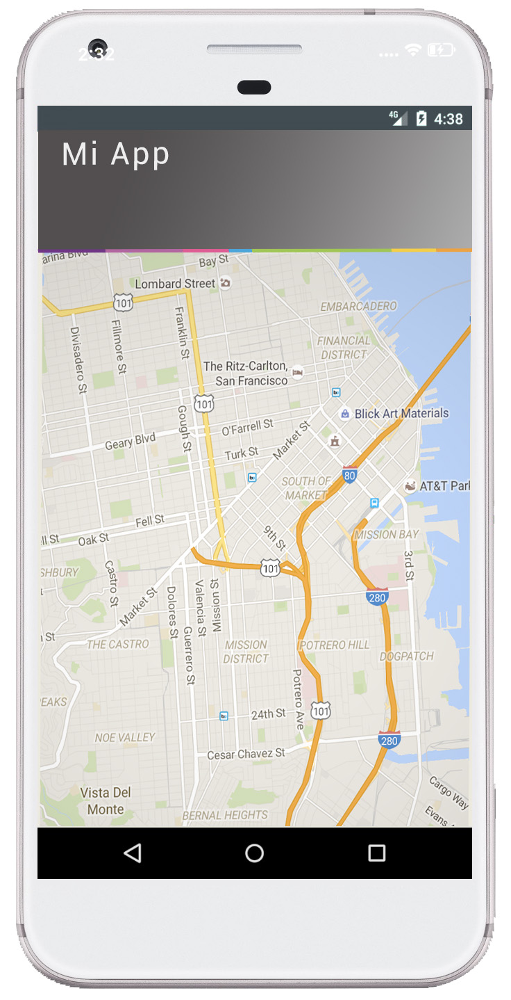 2:32
4G 4:38
Mi App
arina Blvd
Bay St
Lombard Street
101
EMBARCADERO
Franklin St
Fillmore St
Divisadero St
FINANCIAL
DISTRICT
The Ritz-Carlton,
San Francisco
101
Gough St
Blick Art Materials
O'Farrell St
Geary Blvd
Market St
Turk St
80
SOUTH OF
MARKET
AT&T Park
Fell St
9th St
MISSION BAY
ll St
Oak St
3rd St
101
Castro St
SHBURY
Mission St
Valencia St
Dolores St
280
Market St
Guerrero St
t St
THE CASTRO
MISSION
DISTRICT
POTRERO HILL
DOGPATCH
Potrero Ave
EAKS
101
24th St
NOE VALLEY
280
Cesar Chavez St
Cargo Way
Vista Del
Monte
BERNAL HEIGHTS
Evans